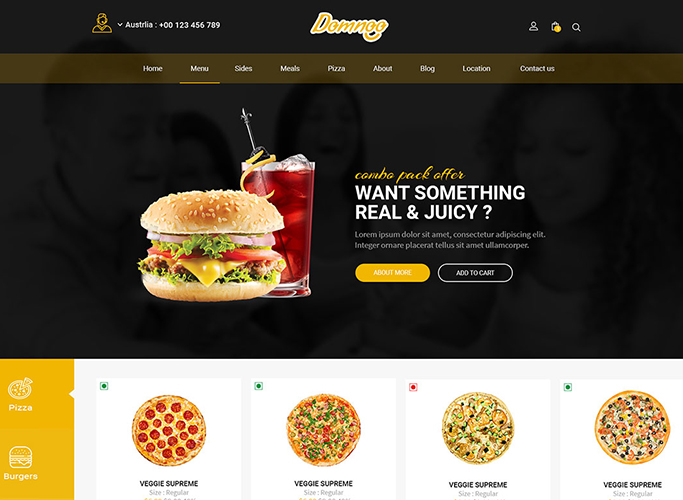 Austrlia : +00 123 456 789
Domnoo
1
Home Menu Sides Meals Pizza About Blog Location Contact us
combo pack offer
WANT SOMETHING
REAL & JUICY ?
Lorem ipsum dolor sit amet, consectetur adipiscing elit.
Integer ornare placerat tellus sit amet ullamcorper.
ABOUT MORE ADD TO CART
Pizza
Burgers
VEGGIE SUPREME VEGGIE SUPREME VEGGIE SUPREME VEGGIE SUPREME
Size : Regular Size : Regular Size : Regular Size : Regular